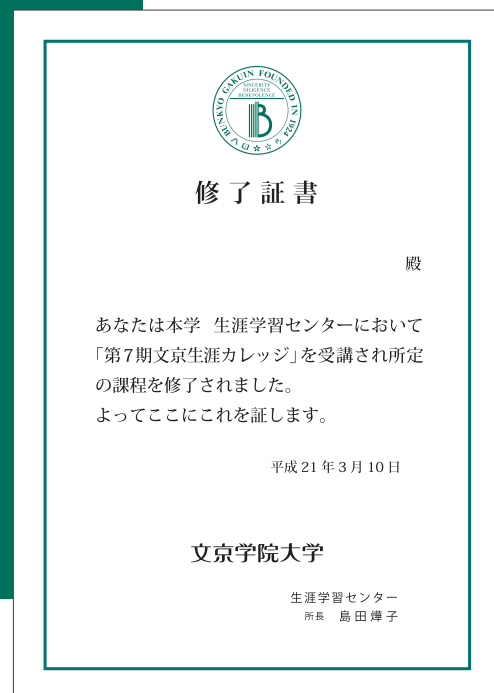 BUNKYO GAKUIN FOUNDED IN 1924
SINCERITY
DILIGENCE
BENEVOLENCE
B
修了証書
殿
あなたは本学 生涯学習センターにおいて
「第7期文京生涯カレッジ」を受講され所定
の課程を修了されました。
よってここにこれを証します。
平成21年3月10日
文京学院大学
生涯学習センター
所長 島田燁子